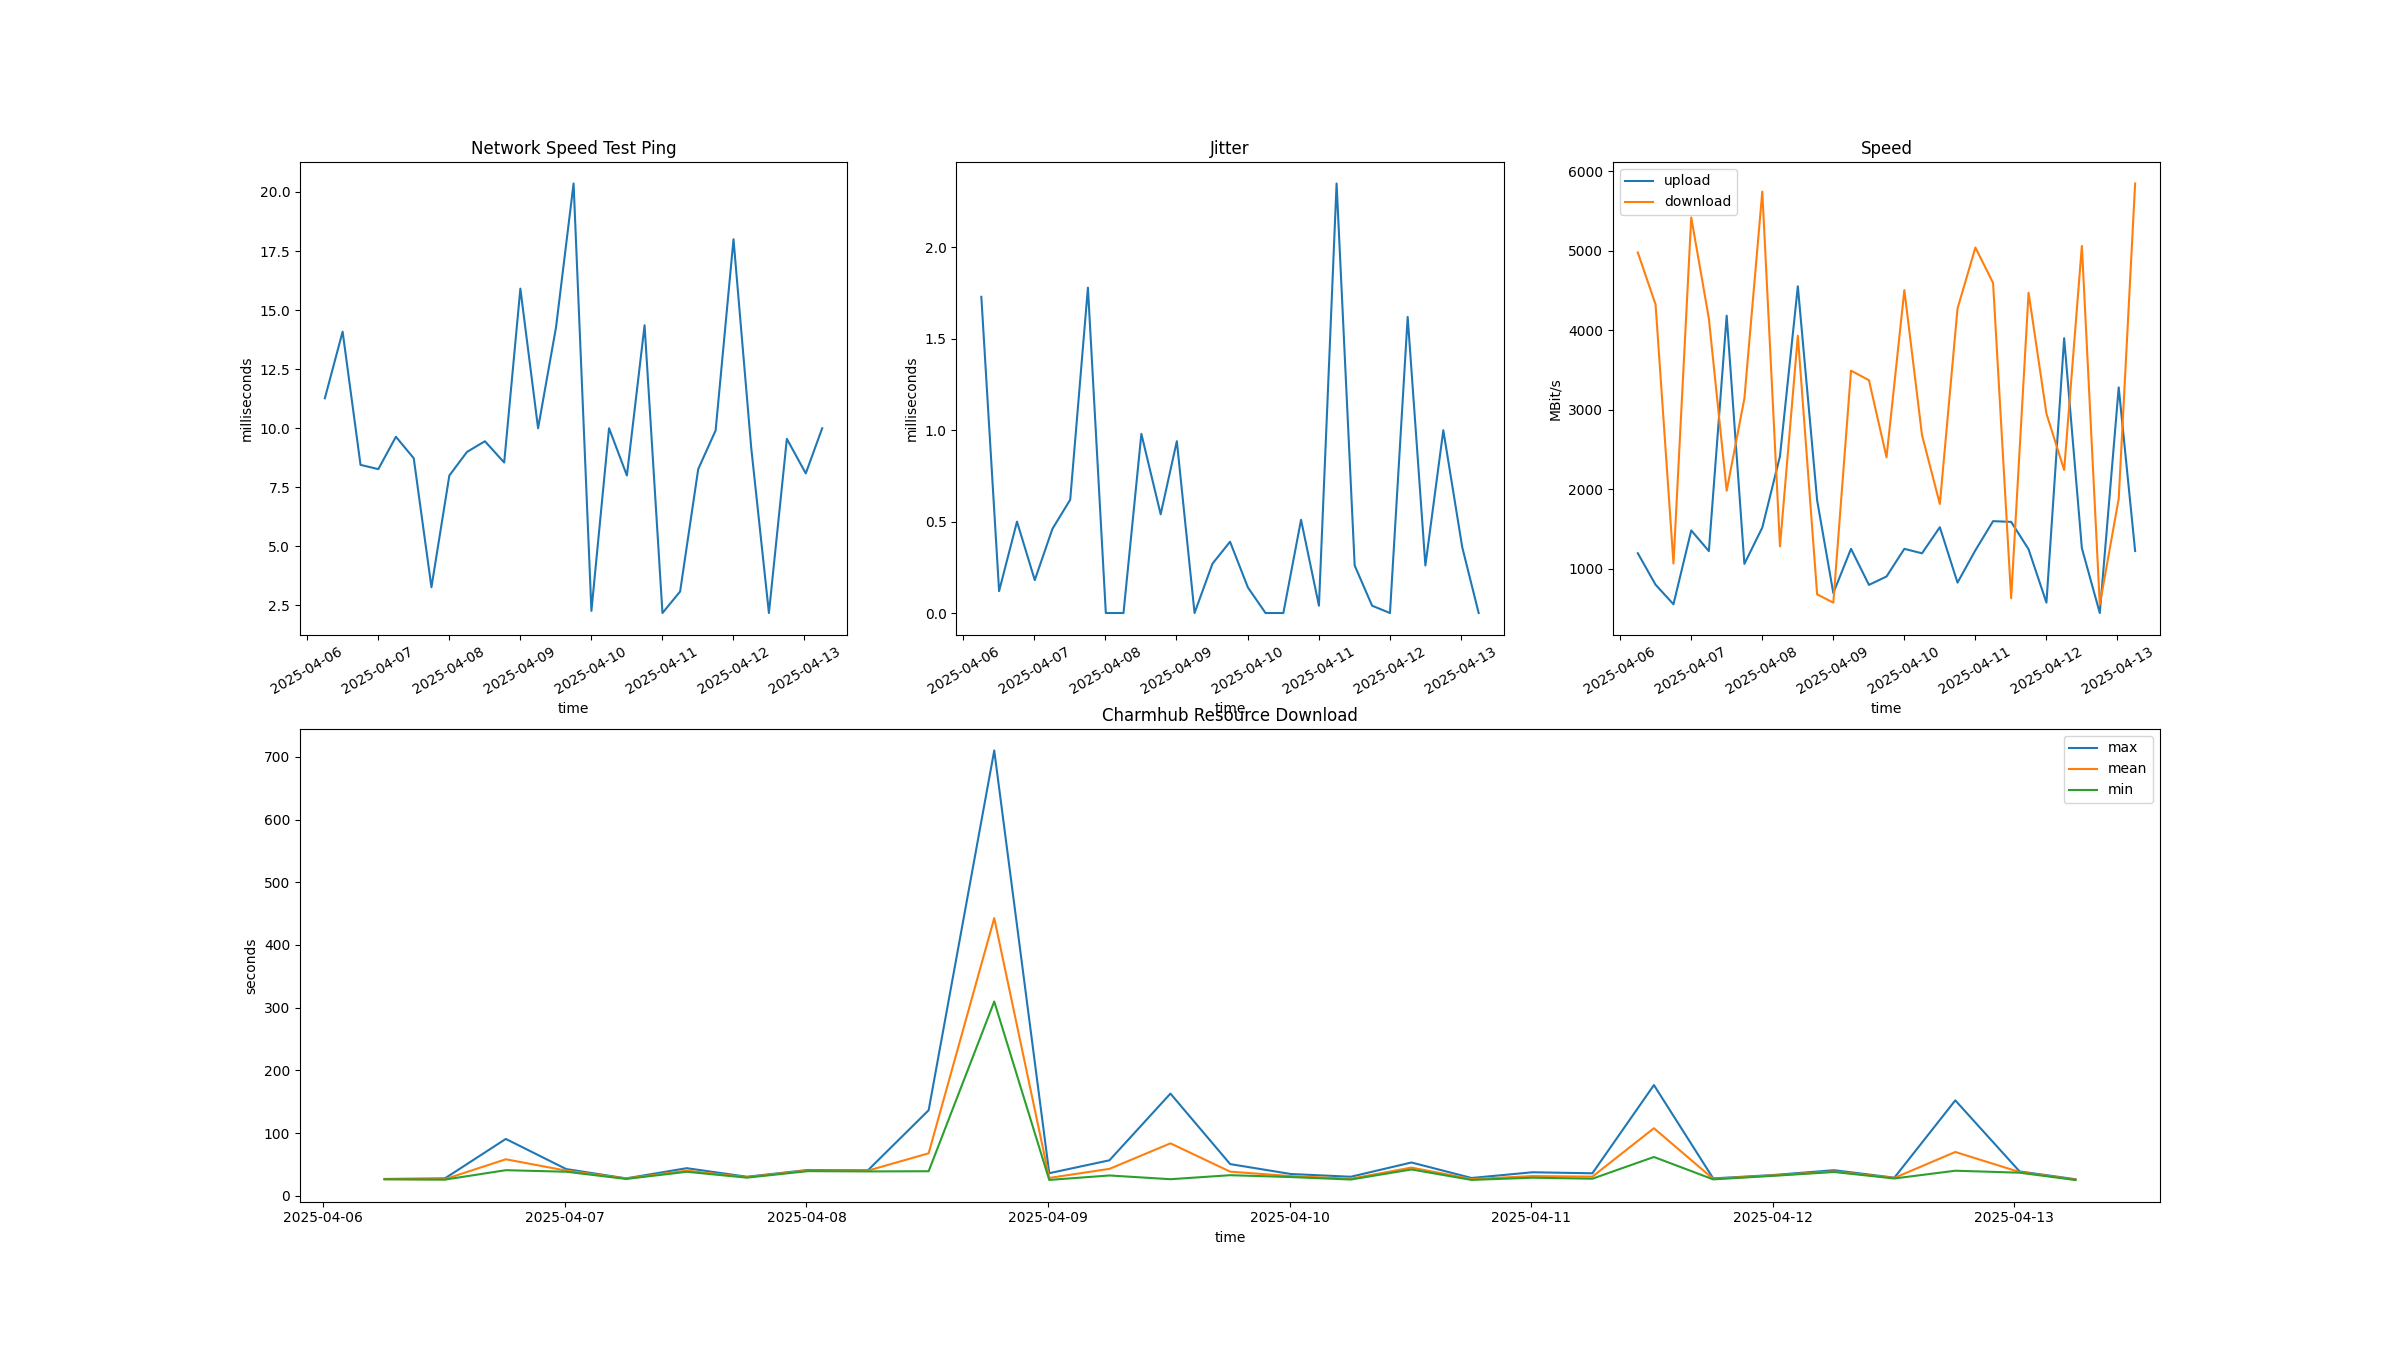 Network Speed Test Ping
milliseconds
20.0
17.5
15.0
12.5
10.0
7.5
5.0
2.5
2025-04-06 2025-04-07 2025-04-08 2025-04-09 2025-04-10 2025-04-11 2025-04-12 2025-04-13
time
Jitter
milliseconds
2.0
1.5
1.0
0.5
0.0
2025-04-06 2025-04-07 2025-04-08 2025-04-09 2025-04-10 2025-04-11 2025-04-12 2025-04-13
time
Speed
upload
download
MBit/s
6000
5000
4000
3000
2000
1000
2025-04-06 2025-04-07 2025-04-08 2025-04-09 2025-04-10 2025-04-11 2025-04-12 2025-04-13
time
Charmhub Resource Download
max
mean
min
seconds
700
600
500
400
300
200
100
0
2025-04-06 2025-04-07 2025-04-08 2025-04-09 2025-04-10 2025-04-11 2025-04-12 2025-04-13
time